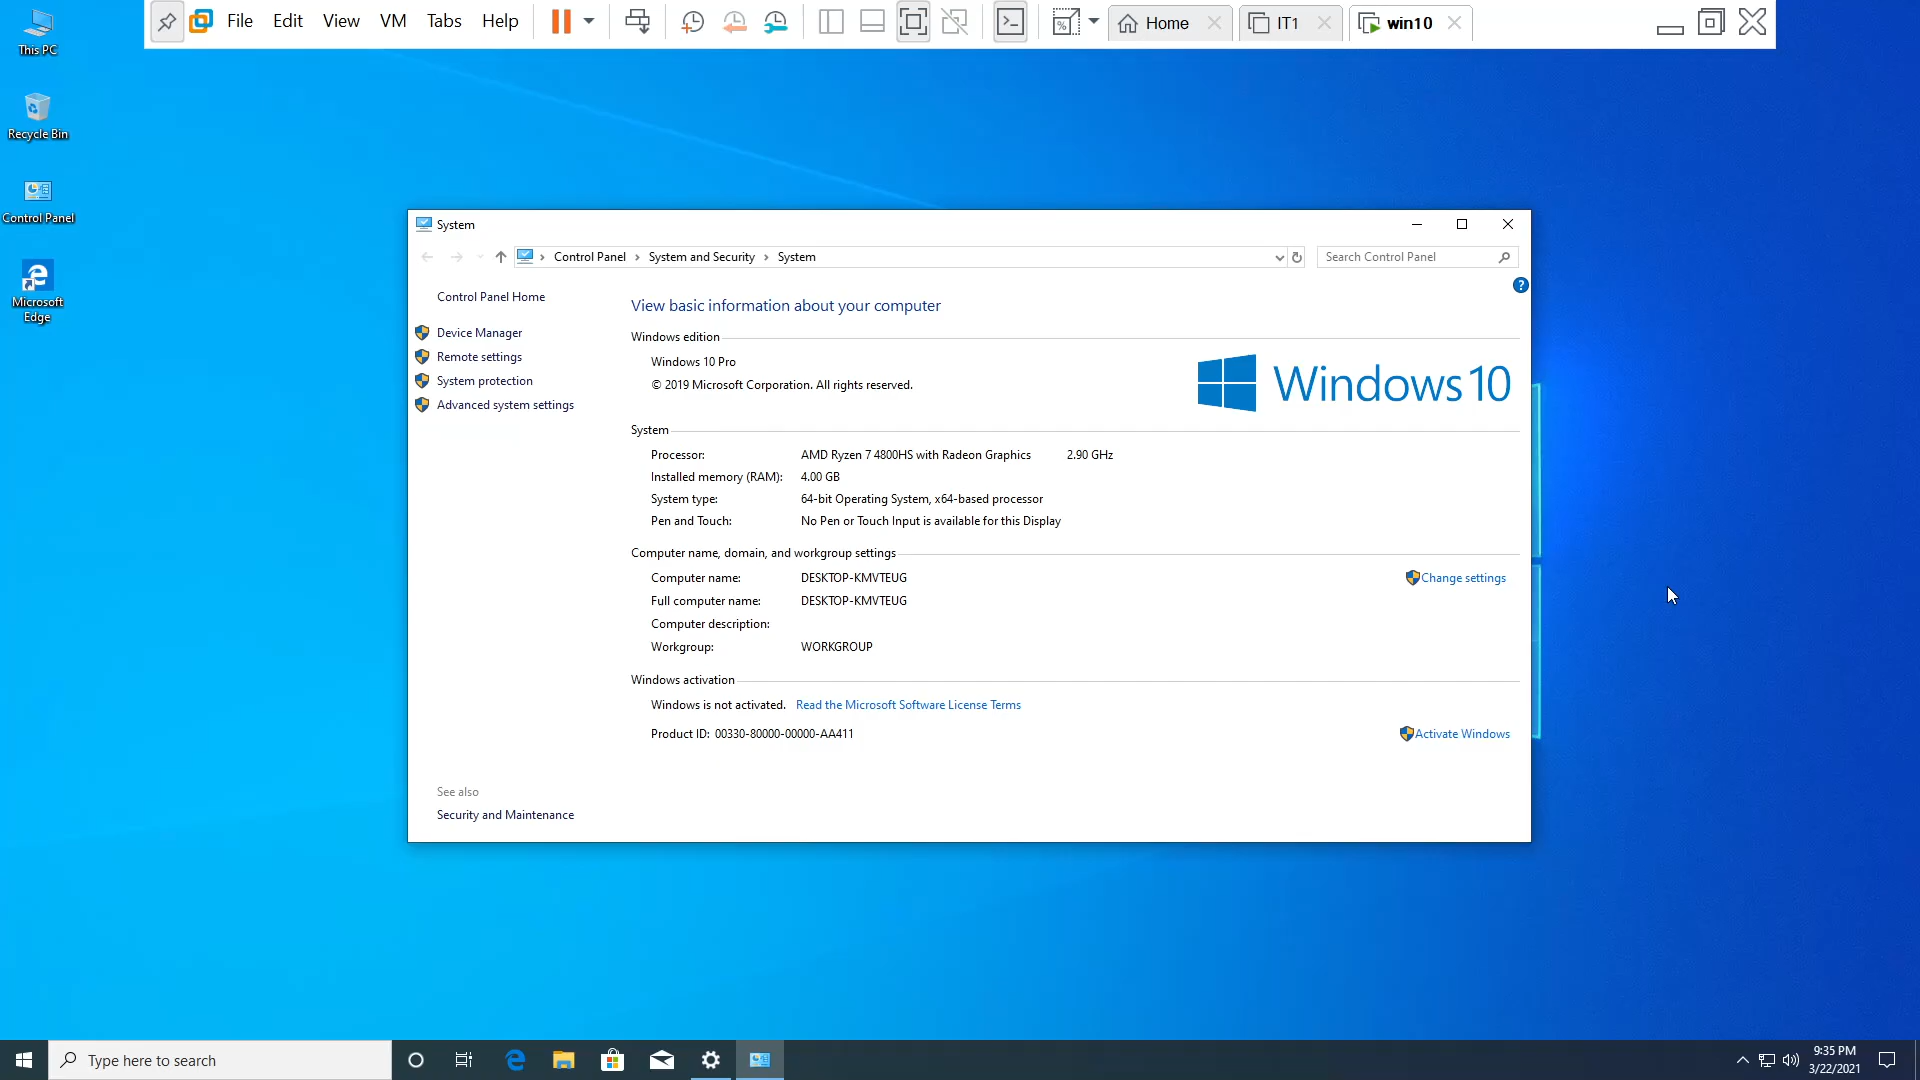 File Edit View VM Tabs Help Home IT1 win10
This PC
Recycle Bin
Control Panel
Microsoft
Edge
System
Control Panel System and Security System Search Control Panel
Control Panel Home
Device Manager
Remote settings
System protection
Advanced system settings
See also
Security and Maintenance
View basic information about your computer
Windows edition
Windows 10 Pro
© 2019 Microsoft Corporation. All rights reserved.
Windows 10
System
Processor: AMD Ryzen 7 4800HS with Radeon Graphics 2.90 GHz
Installed memory (RAM): 4.00 GB
System type: 64-bit Operating System, x64-based processor
Pen and Touch: No Pen or Touch Input is available for this Display
Computer name, domain, and workgroup settings
Computer name: DESKTOP-KMVTEUG Change settings
Full computer name: DESKTOP-KMVTEUG
Computer description:
Workgroup: WORKGROUP
Windows activation
Windows is not activated. Read the Microsoft Software License Terms
Product ID: 00330-80000-00000-AA411 Activate Windows
Type here to search
9:35 PM
3/22/2021